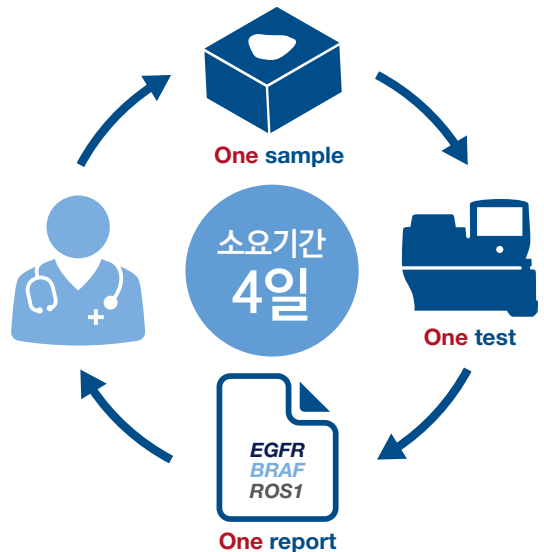 One sample
소요기간
4일
One test
EGFR
BRAF
ROS1
One report